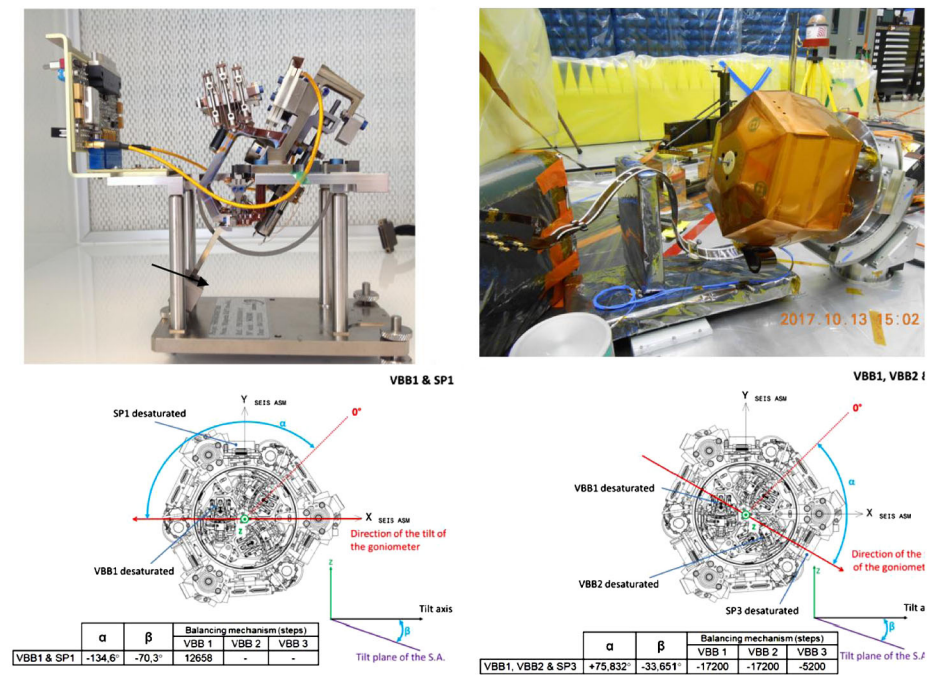 2017.10.13 15:02
VBB1 & SP1
SP1 desaturated
Y SEIS ASM
α
0°
X SEIS ASM
z
Direction of the tilt of
the goniometer
VBB1 desaturated
z
Tilt axis
β
Tilt plane of the S.A.
α β Balancing mechanism (steps)
VBB 1 VBB 2 VBB 3
VBB1 & SP1 -134,6° -70,3° 12658 - -
VBB1, VBB2 &
Y SEIS ASM
0°
VBB1 desaturated
α
X SEIS ASM
z
Direction of the
of the goniomet
VBB2 desaturated
SP3 desaturated
z
Tilt a
β
Tilt plane of the S.A.
α β Balancing mechanism (steps)
VBB 1 VBB 2 VBB 3
VBB1, VBB2 & SP3 +75,832° -33,651° -17200 -17200 -5200